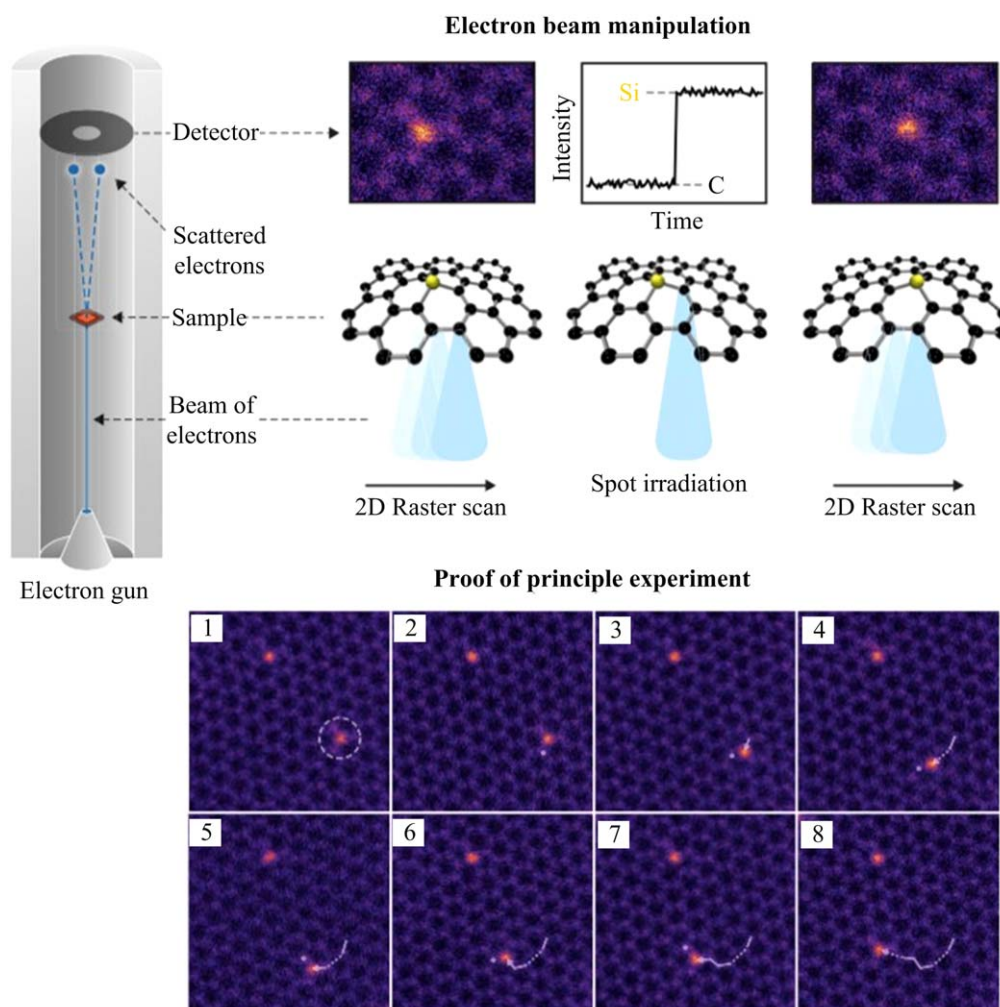 Electron beam manipulation
Detector
Scattered
electrons
Sample
Beam of
electrons
Electron gun
Intensity
Si
C
Time
2D Raster scan
Spot irradiation
2D Raster scan
Proof of principle experiment
1
2
3
4
5
6
7
8